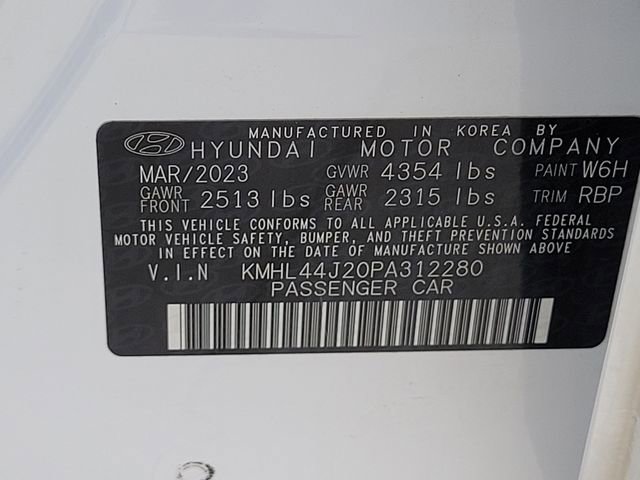 MANUFACTURED IN KOREA BY
HYUNDAI MOTOR COMPANY
MAR/2023 GVWR 4354 lbs PAINT W6H
GAWR FRONT 2513 lbs GAWR REAR 2315 lbs TRIM RBP
THIS VEHICLE CONFORMS TO ALL APPLICABLE U.S.A. FEDERAL
MOTOR VEHICLE SAFETY, BUMPER, AND THEFT PREVENTION STANDARDS
IN EFFECT ON THE DATE OF MANUFACTURE SHOWN ABOVE
V.I.N KMHL44J20PA312280
PASSENGER CAR